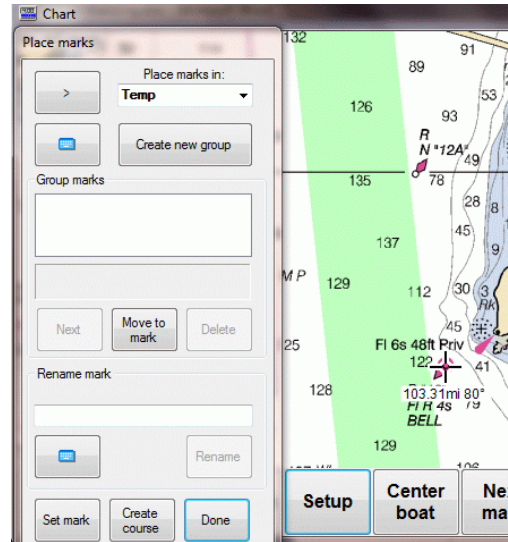 Chart
Place marks
>
Place marks in:
Temp
Create new group
Group marks
Next
Move to
mark
Delete
Rename mark
Rename
Set mark
Create
course
Done
132
91
89
53
126
93
R
N "12A"
49
135
78
28
8
45
137
9
M P
129
112
30
3
Rk
45
25
Fl 6s 48ft Priv
122
41
103.31mi 80°
128
Fl R 4s
79
BELL
129
106
Setup
Center
boat